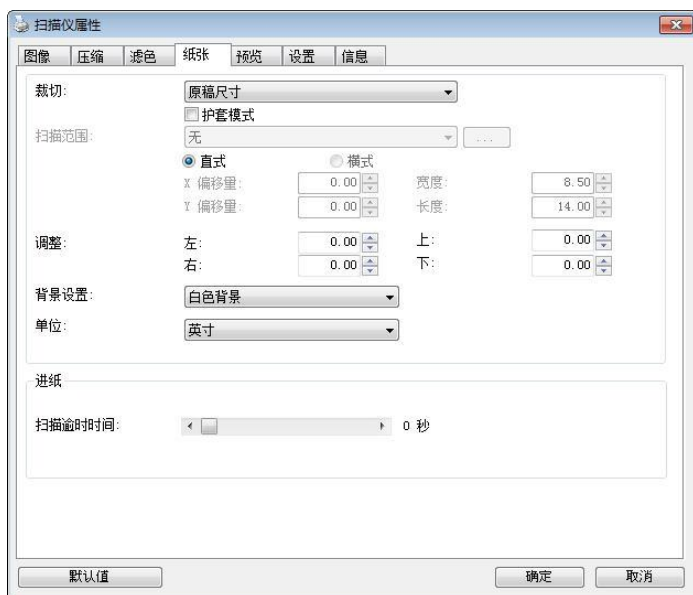 扫描仪属性
图像 压缩 滤色 纸张 预览 设置 信息
裁切: 原稿尺寸
护套模式
扫描范围: 无 ...
直式 横式
X 偏移量: 0.00 宽度: 8.50
Y 偏移量: 0.00 长度: 14.00
调整: 左: 0.00 上: 0.00
右: 0.00 下: 0.00
背景设置: 白色背景
单位: 英寸
进纸
扫描逾时时间: 0 秒
默认值 确定 取消